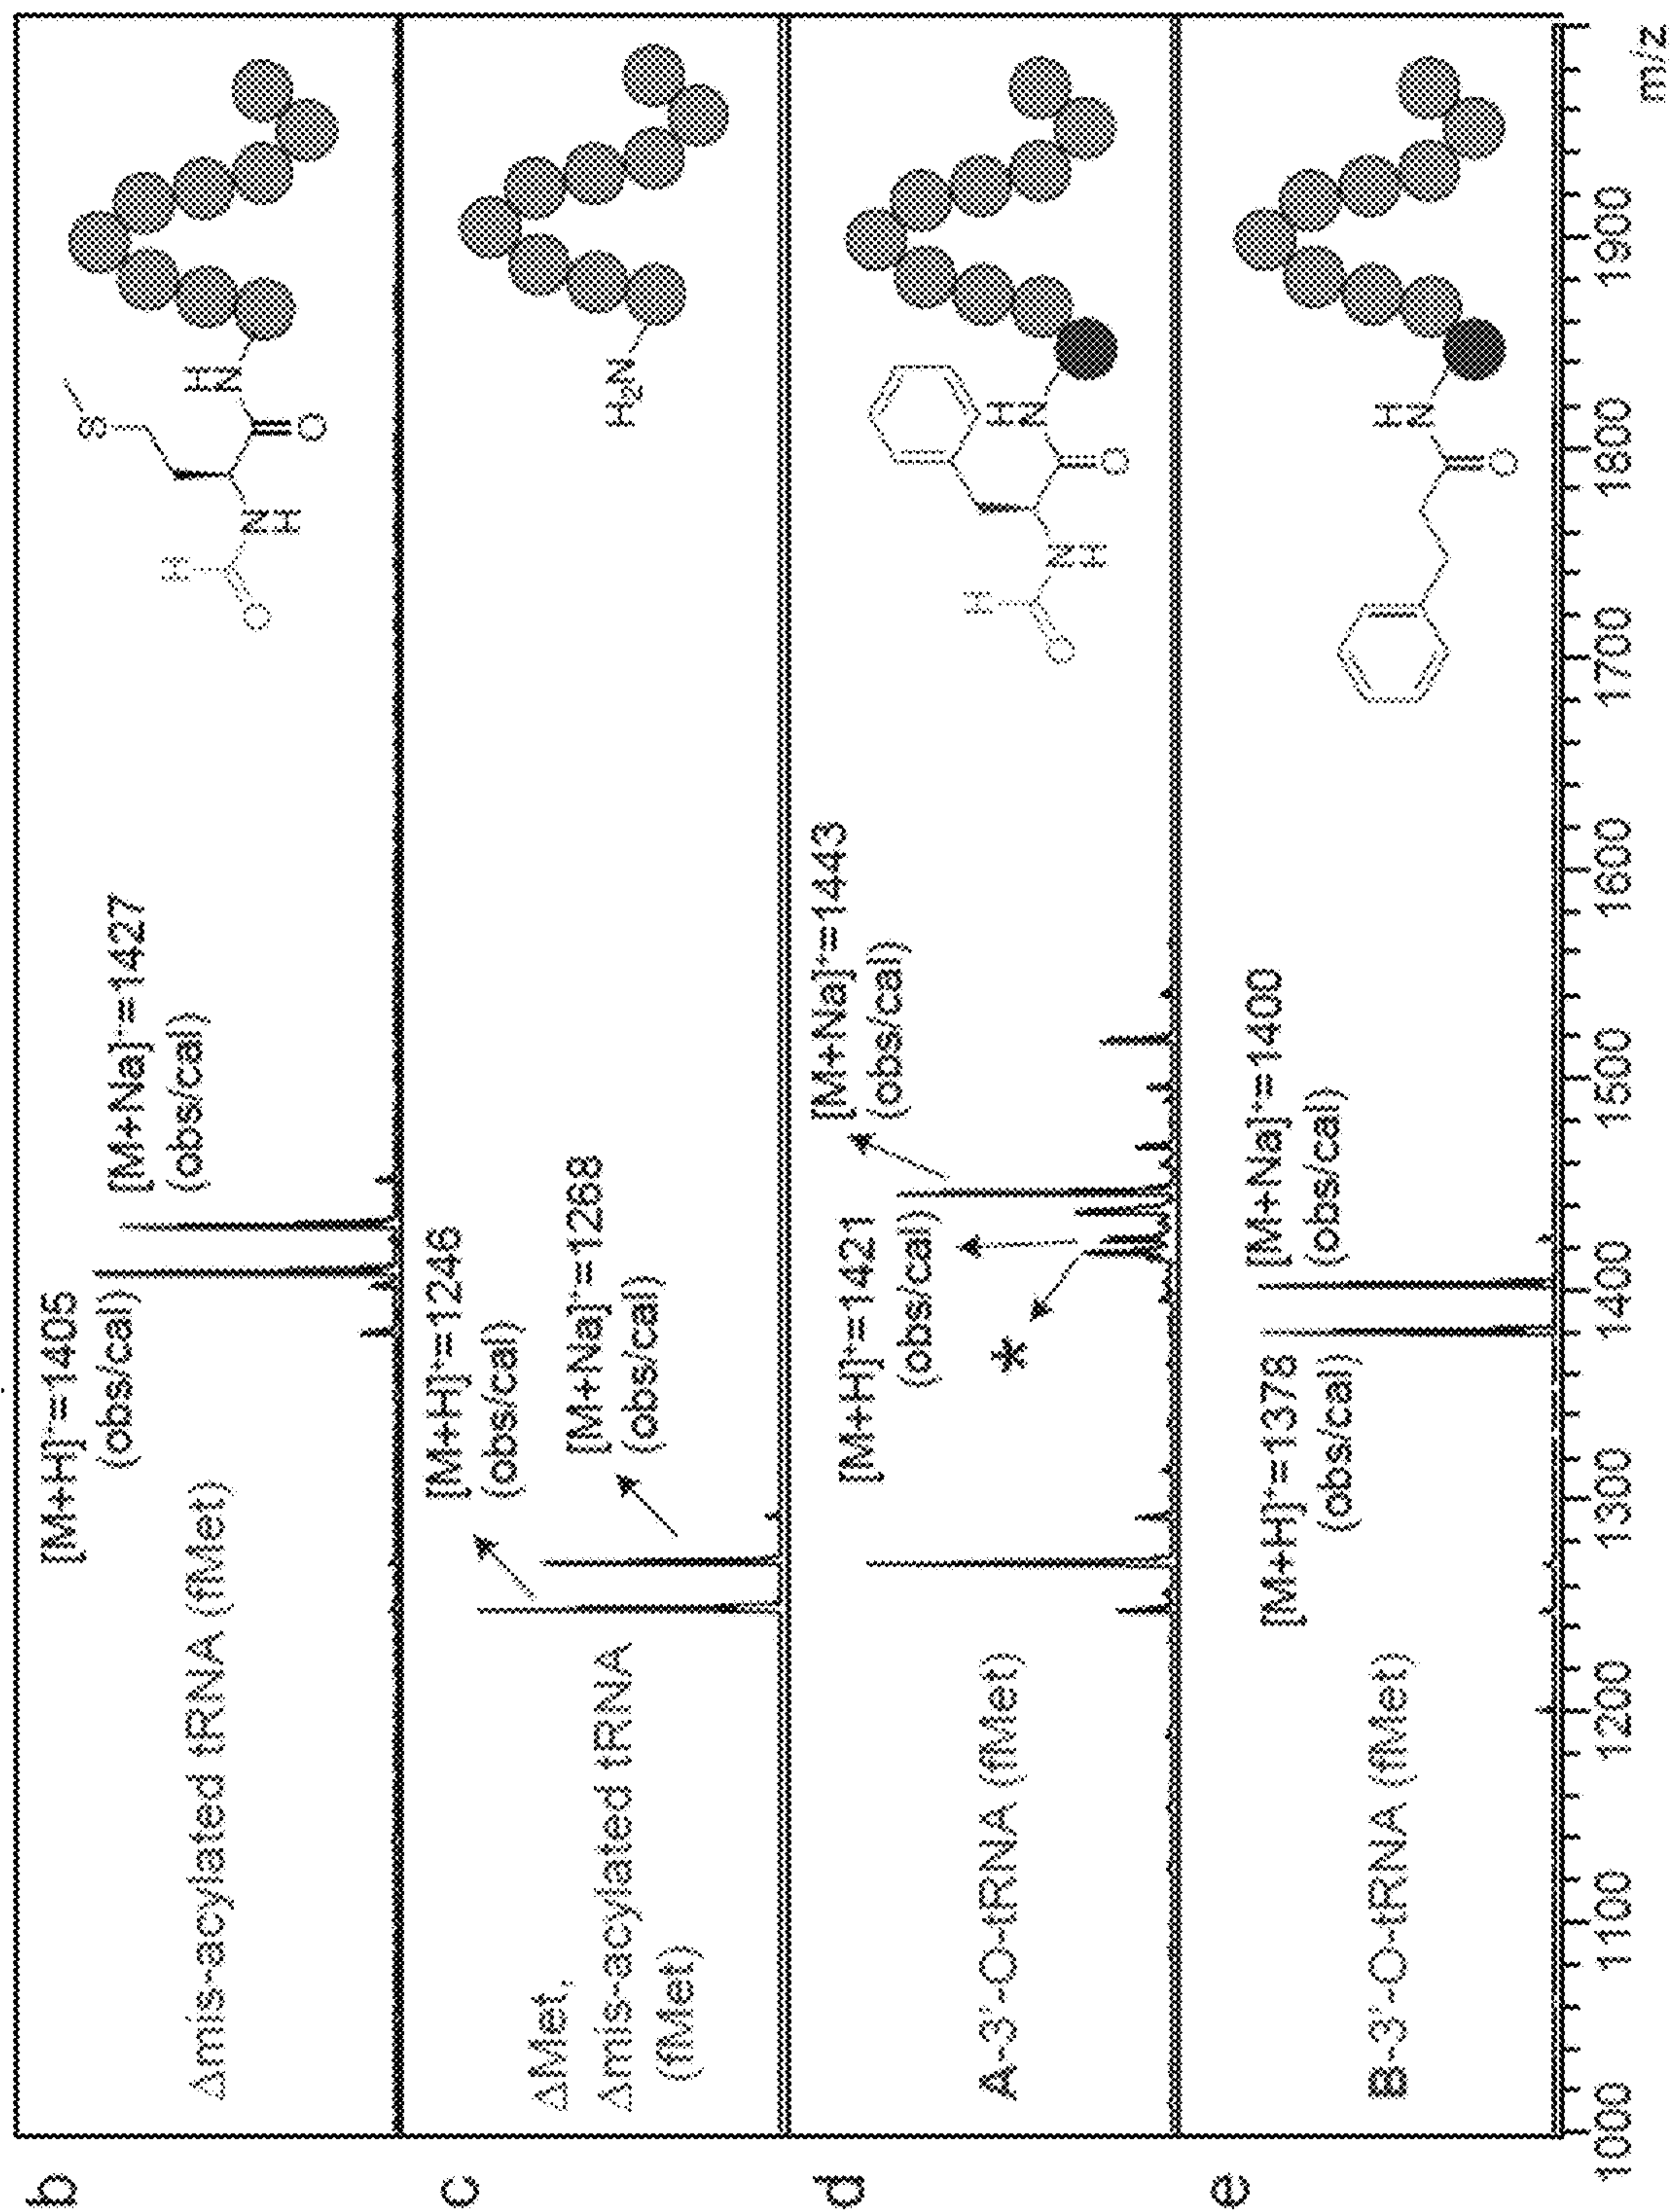 b
Δmis-acylated tRNA (fMet)
[M+H]⁺=1405
(obs/cal)
[M+Na]⁺=1427
(obs/cal)
H
O
N
H
S
O
H
N
c
ΔMet,
Δmis-acylated tRNA
(fMet)
[M+H]⁺=1246
(obs/cal)
[M+Na]⁺=1268
(obs/cal)
H₂N
d
A-3'-O-tRNA (fMet)
*
[M+H]⁺=1421
(obs/cal)
[M+Na]⁺=1443
(obs/cal)
H
O
N
H
O
H
N
e
B-3'-O-tRNA (fMet)
[M+H]⁺=1378
(obs/cal)
[M+Na]⁺=1400
(obs/cal)
O
H
N
1000 1100 1200 1300 1400 1500 1600 1700 1800 1900
m/z